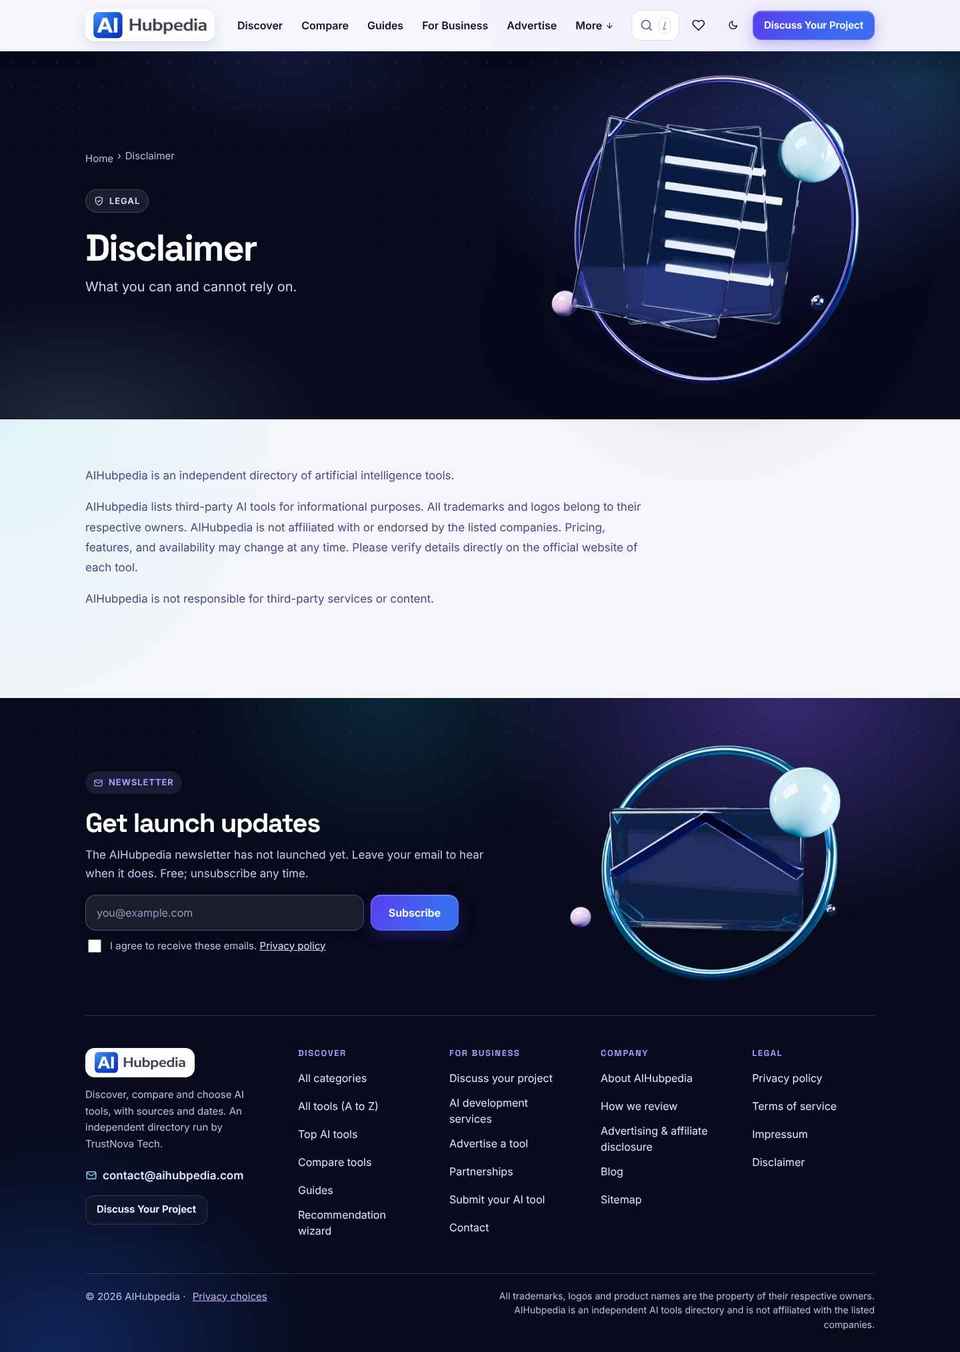 AI Hubpedia
Discover Compare Guides For Business Advertise More ↓ / Discuss Your Project
Home › Disclaimer
LEGAL
Disclaimer
What you can and cannot rely on.
AIHubpedia is an independent directory of artificial intelligence tools.
AIHubpedia lists third-party AI tools for informational purposes. All trademarks and logos belong to their
respective owners. AIHubpedia is not affiliated with or endorsed by the listed companies. Pricing,
features, and availability may change at any time. Please verify details directly on the official website of
each tool.
AIHubpedia is not responsible for third-party services or content.
NEWSLETTER
Get launch updates
The AIHubpedia newsletter has not launched yet. Leave your email to hear
when it does. Free; unsubscribe any time.
you@example.com
Subscribe
I agree to receive these emails. Privacy policy
AI Hubpedia
Discover, compare and choose AI
tools, with sources and dates. An
independent directory run by
TrustNova Tech.
contact@aihubpedia.com
Discuss Your Project
DISCOVER
All categories
All tools (A to Z)
Top AI tools
Compare tools
Guides
Recommendation
wizard
FOR BUSINESS
Discuss your project
AI development
services
Advertise a tool
Partnerships
Submit your AI tool
Contact
COMPANY
About AIHubpedia
How we review
Advertising & affiliate
disclosure
Blog
Sitemap
LEGAL
Privacy policy
Terms of service
Impressum
Disclaimer
© 2026 AIHubpedia · Privacy choices
All trademarks, logos and product names are the property of their respective owners.
AIHubpedia is an independent AI tools directory and is not affiliated with the listed
companies.